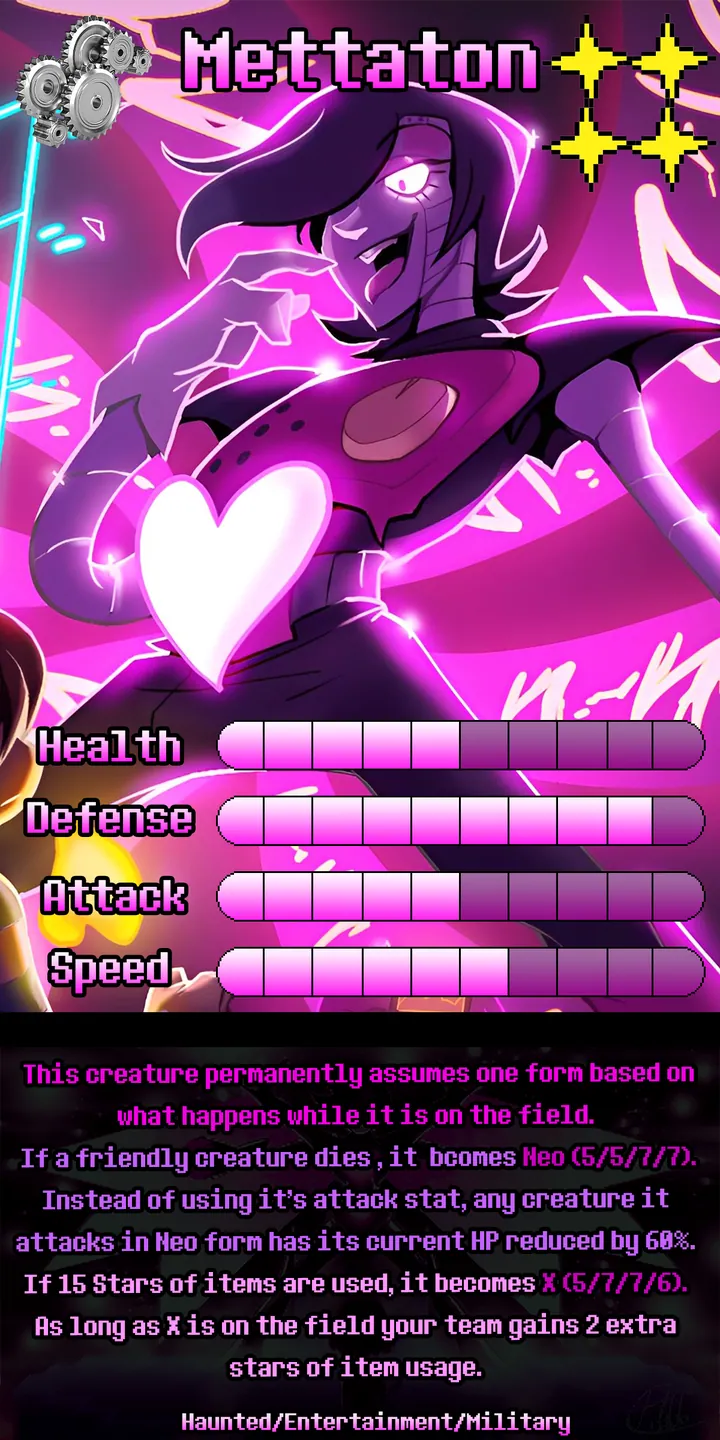 Mettaton
Health
Defense
Attack
Speed
This creature permanently assumes one form based on
what happens while it is on the field.
If a friendly creature dies , it bcomes Neo (5/5/7/7).
Instead of using it's attack stat, any creature it
attacks in Neo form has its current HP reduced by 60%.
If 15 Stars of items are used, it becomes X (5/7/7/6).
As long as X is on the field your team gains 2 extra
stars of item usage.
Haunted/Entertainment/Military